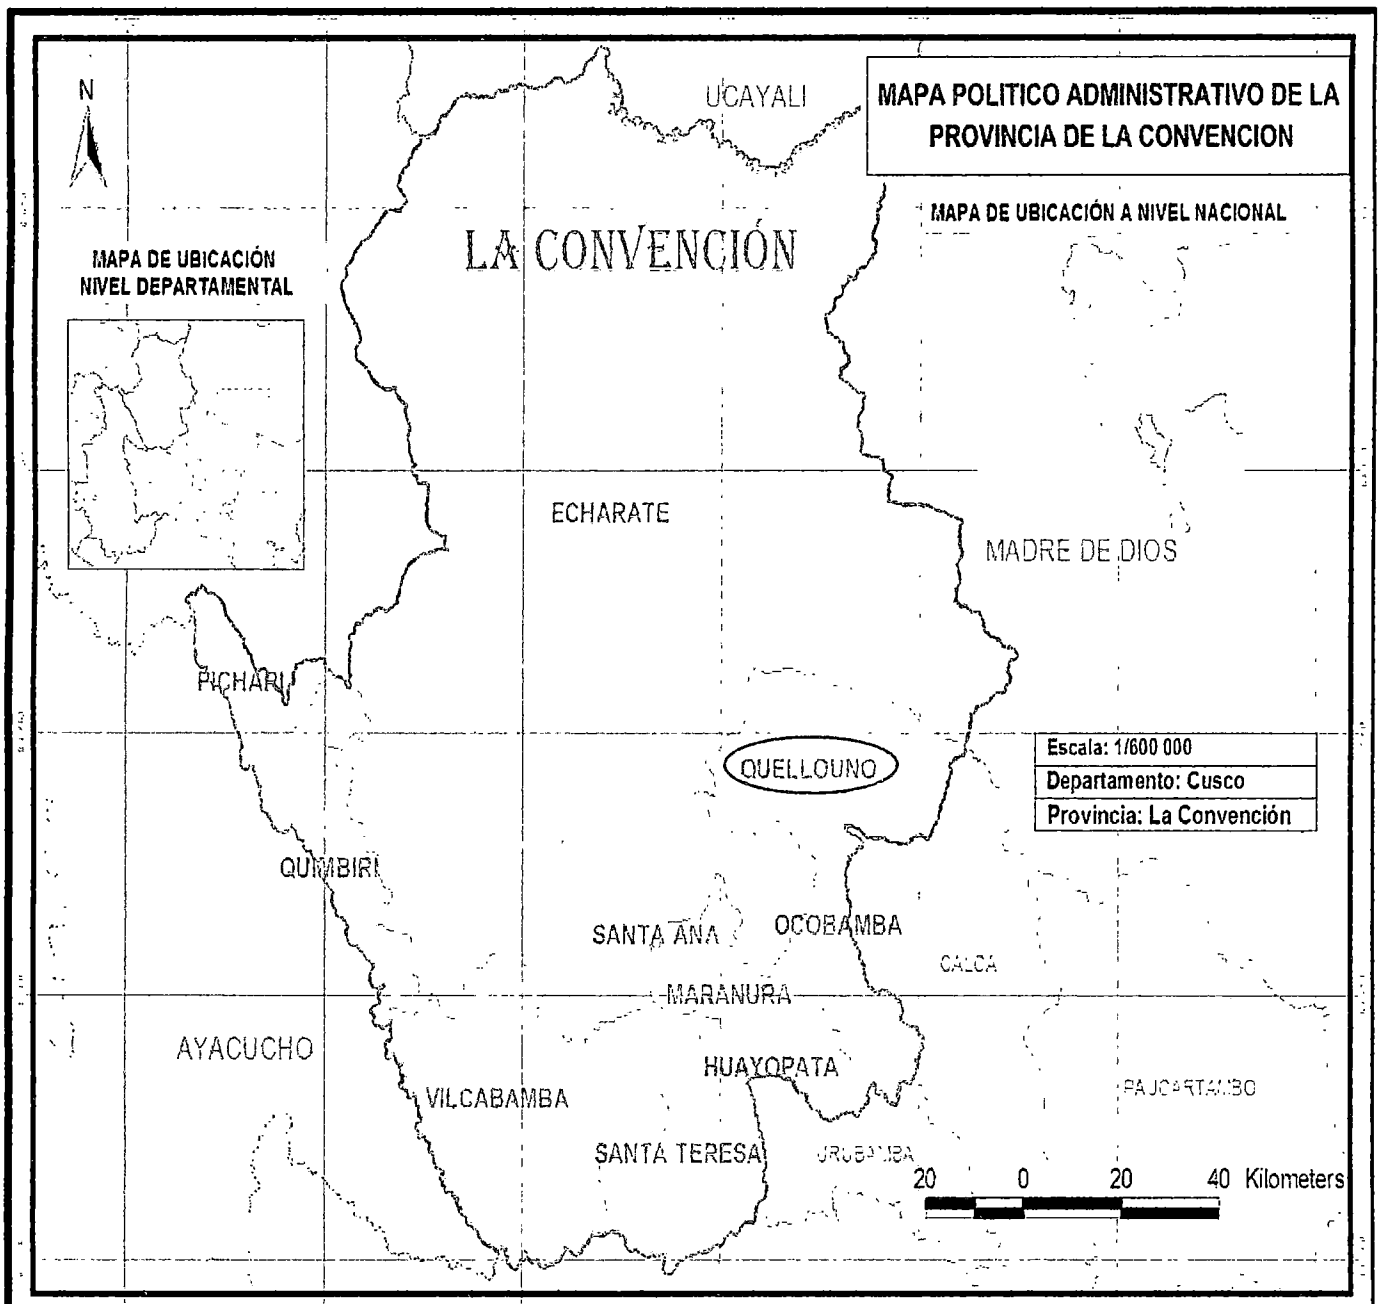 MAPA POLITICO ADMINISTRATIVO DE LA
PROVINCIA DE LA CONVENCION
N
UCAYALI
MAPA DE UBICACIÓN A NIVEL NACIONAL
LA CONVENCIÓN
MAPA DE UBICACIÓN
NIVEL DEPARTAMENTAL
ECHARATE
MADRE DE DIOS
PICHARI
QUELLOUNO
Escala: 1/600 000
Departamento: Cusco
Provincia: La Convención
QUIMBIRI
SANTA ANA
OCOBAMBA
CALCA
MARANURA
AYACUCHO
HUAYOPATA
VILCABAMBA
PAUCARTAMBO
SANTA TERESA
URUBAMBA
20 0 20 40 Kilometers